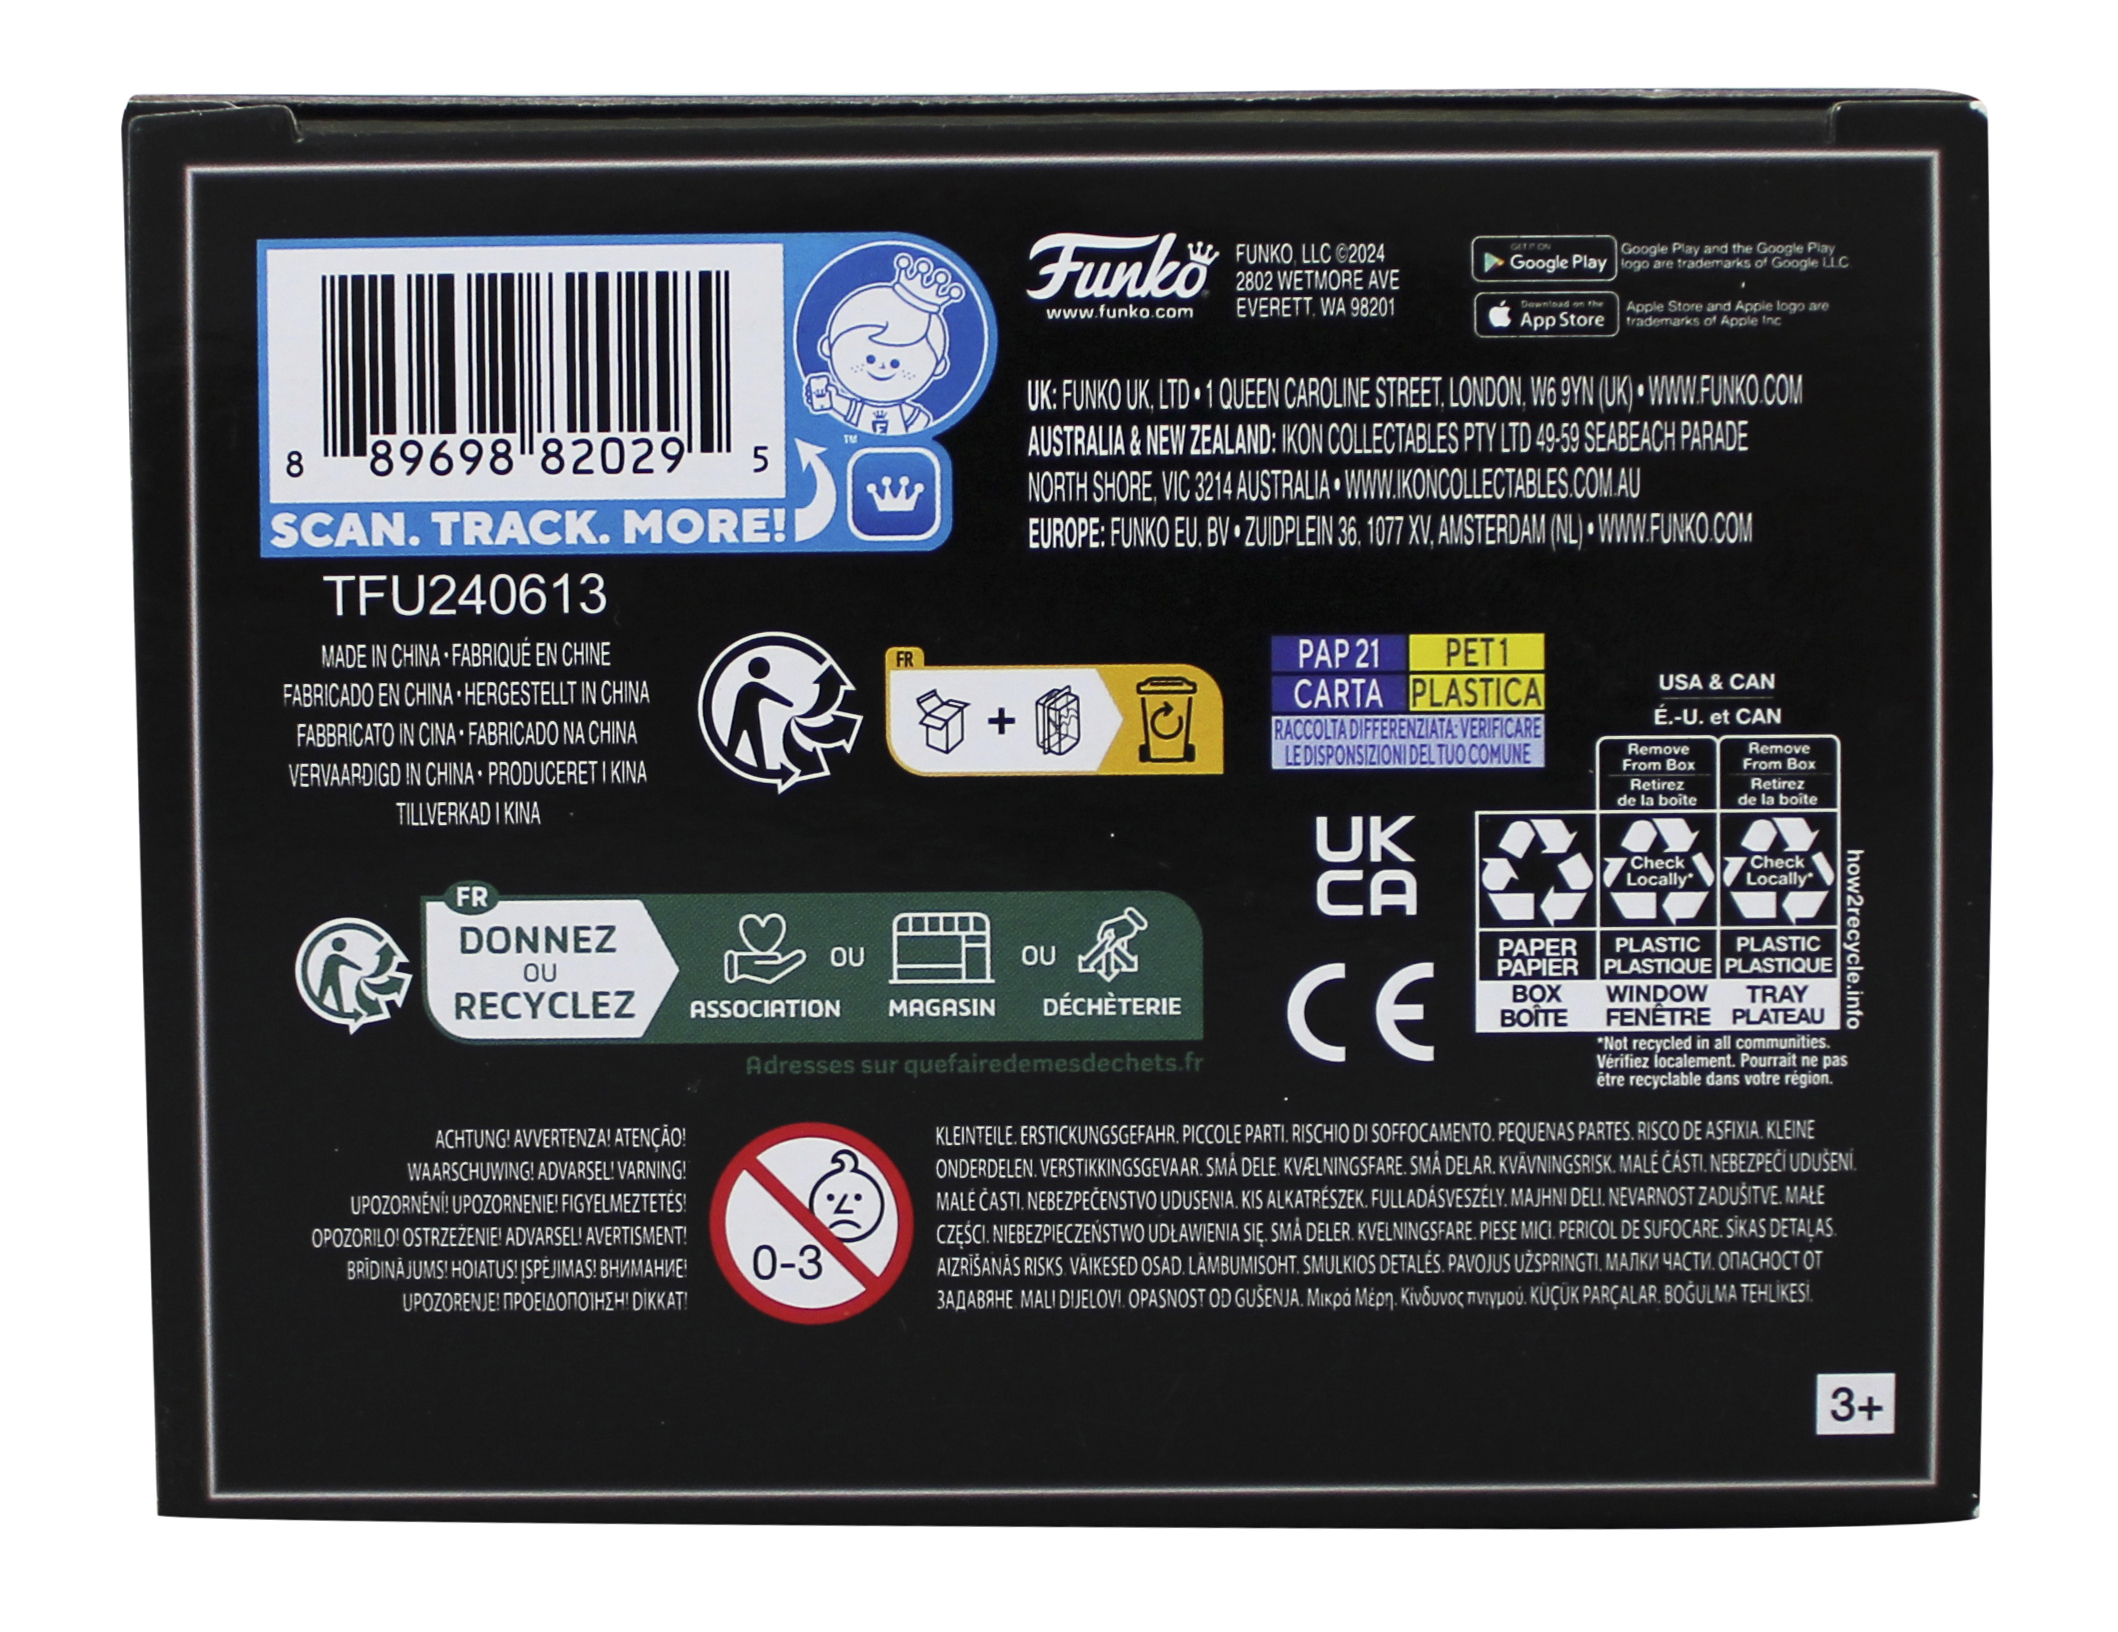 8 89698 82029 5
SCAN. TRACK. MORE!
TM
TFU240613
Funko
www.funko.com
FUNKO, LLC ©2024
2802 WETMORE AVE
EVERETT, WA 98201
GET IT ON
Google Play
Google Play and the Google Play
logo are trademarks of Google LLC
Download on the
App Store
Apple Store and Apple logo are
trademarks of Apple Inc
UK: FUNKO UK, LTD • 1 QUEEN CAROLINE STREET, LONDON, W6 9YN (UK) • WWW.FUNKO.COM
AUSTRALIA & NEW ZEALAND: IKON COLLECTABLES PTY LTD 49-59 SEABEACH PARADE
NORTH SHORE, VIC 3214 AUSTRALIA • WWW.IKONCOLLECTABLES.COM.AU
EUROPE: FUNKO EU, BV • ZUIDPLEIN 36, 1077 XV, AMSTERDAM (NL) • WWW.FUNKO.COM
MADE IN CHINA • FABRIQUÉ EN CHINE
FABRICADO EN CHINA • HERGESTELLT IN CHINA
FABBRICATO IN CINA • FABRICADO NA CHINA
VERVAARDIGD IN CHINA • PRODUCERET I KINA
TILLVERKAD I KINA
FR
+
PAP 21 PET 1
CARTA PLASTICA
RACCOLTA DIFFERENZIATA: VERIFICARE
LE DISPONSIZIONI DEL TUO COMUNE
USA & CAN
É.-U. et CAN
Remove From Box
Retirez de la boîte
Remove From Box
Retirez de la boîte
Check Locally*
Check Locally*
PAPER PAPIER
PLASTIC PLASTIQUE
PLASTIC PLASTIQUE
BOX BOÎTE
WINDOW FENÊTRE
TRAY PLATEAU
how2recycle.info
*Not recycled in all communities.
Vérifiez localement. Pourrait ne pas
être recyclable dans votre région.
UK
CA
CE
FR
DONNEZ
OU
RECYCLEZ
ASSOCIATION OU MAGASIN OU DÉCHÈTERIE
Adresses sur quefairedemesdechets.fr
ACHTUNG! AVVERTENZA! ATENÇÃO!
WAARSCHUWING! ADVARSEL! VARNING!
UPOZORNĚNÍ! UPOZORNENIE! FIGYELMEZTETÉS!
OPOZORILO! OSTRZEŻENIE! ADVARSEL! AVERTISMENT!
BRĪDINĀJUMS! HOIATUS! ĮSPĖJIMAS! ВНИМАНИЕ!
UPOZORENJE! ΠΡΟΕΙΔΟΠΟΊΗΣΗ! DİKKAT!
0-3
KLEINTEILE. ERSTICKUNGSGEFAHR. PICCOLE PARTI. RISCHIO DI SOFFOCAMENTO. PEQUENAS PARTES. RISCO DE ASFIXIA. KLEINE
ONDERDELEN. VERSTIKKINGSGEVAAR. SMÅ DELE. KVÆLNINGSFARE. SMÅ DELAR. KVÄVNINGSRISK. MALÉ ČÁSTI. NEBEZPEČÍ UDUŠENÍ.
MALÉ ČASTI. NEBEZPEČENSTVO UDUSENIA. KIS ALKATRÉSZEK. FULLADÁSVESZÉLY. MAJHNI DELI. NEVARNOST ZADUŠITVE. MAŁE
CZĘŚCI. NIEBEZPIECZEŃSTWO UDŁAWIENIA SIĘ. SMÅ DELER. KVELNINGSFARE. PIESE MICI. PERICOL DE SUFOCARE. SĪKAS DETAĻAS.
AIZRĪŠANĀS RISKS. VÄIKESED OSAD. LÄMBUMISOHT. SMULKIOS DETALĖS. PAVOJUS UŽSPRINGTI. МАЛКИ ЧАСТИ. ОПАСНОСТ ОТ
ЗАДАВЯНЕ. MALI DIJELOVI. OPASNOST OD GUŠENJA. Μικρά Μέρη. Κίνδυνος πνιγμού. KÜÇÜK PARÇALAR. BOĞULMA TEHLİKESİ.
3+